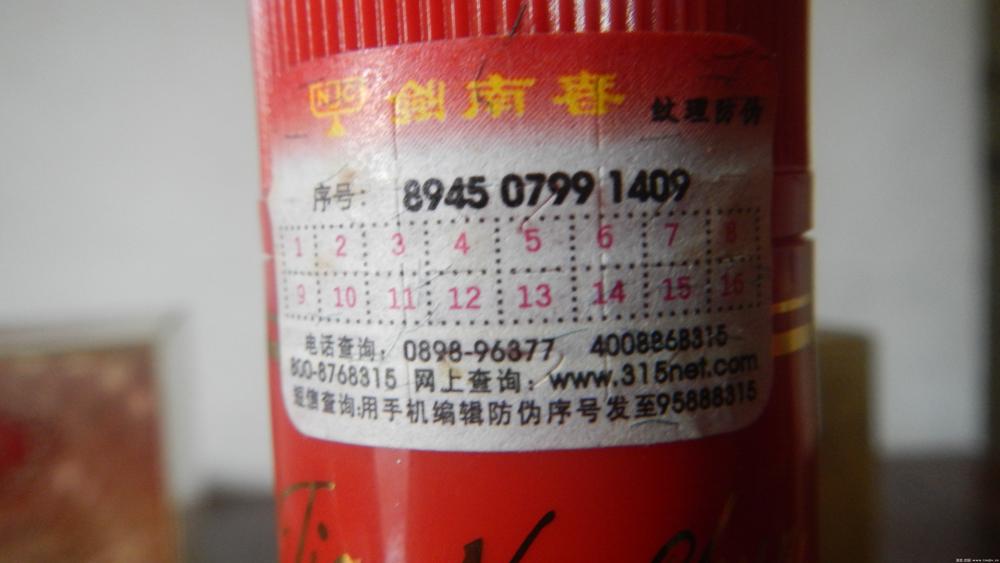 NJC 剑南春 纹理防伪
序号: 8945 0799 1409
1 2 3 4 5 6 7 8
9 10 11 12 13 14 15 16
电话查询: 0898-96377 4008868315
800-8768315 网上查询: www.315net.com
短信查询:用手机编辑防伪序号发至95888315